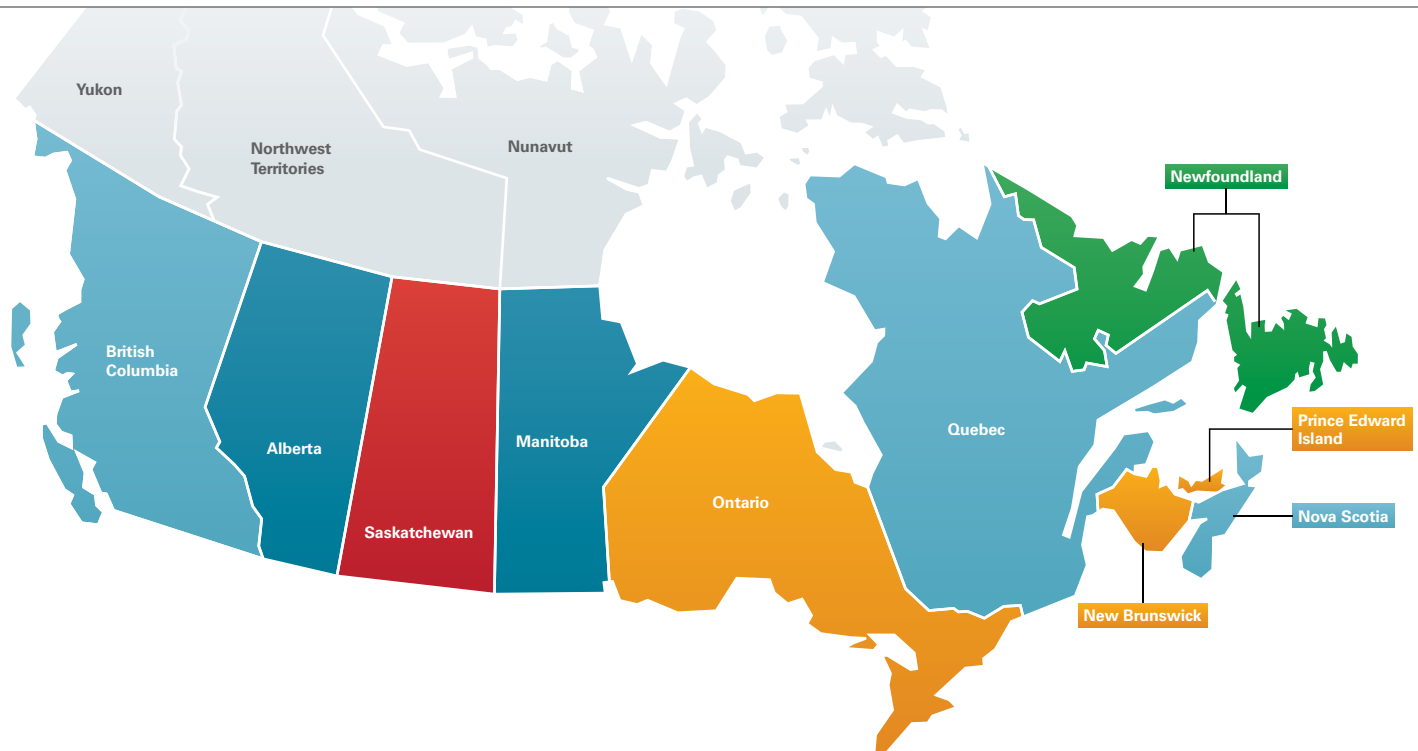 Yukon
Northwest
Territories
Nunavut
Newfoundland
British
Columbia
Alberta
Saskatchewan
Manitoba
Ontario
Quebec
Prince Edward
Island
Nova Scotia
New Brunswick